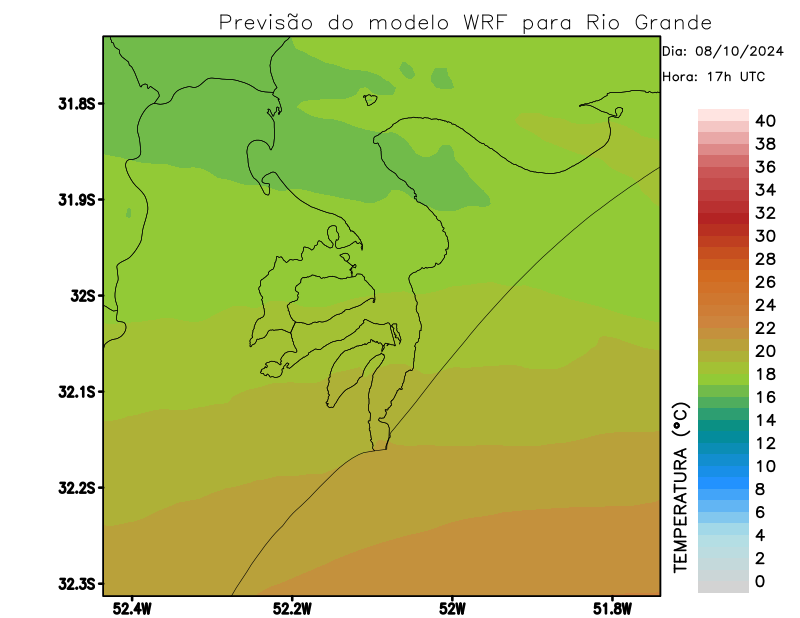 Previsão do modelo WRF para Rio Grande
Dia: 08/10/2024
Hora: 17h UTC
31.8S
31.9S
32S
32.1S
32.2S
32.3S
52.4W
52.2W
52W
51.8W
TEMPERATURA (°C)
40
38
36
34
32
30
28
26
24
22
20
18
16
14
12
10
8
6
4
2
0